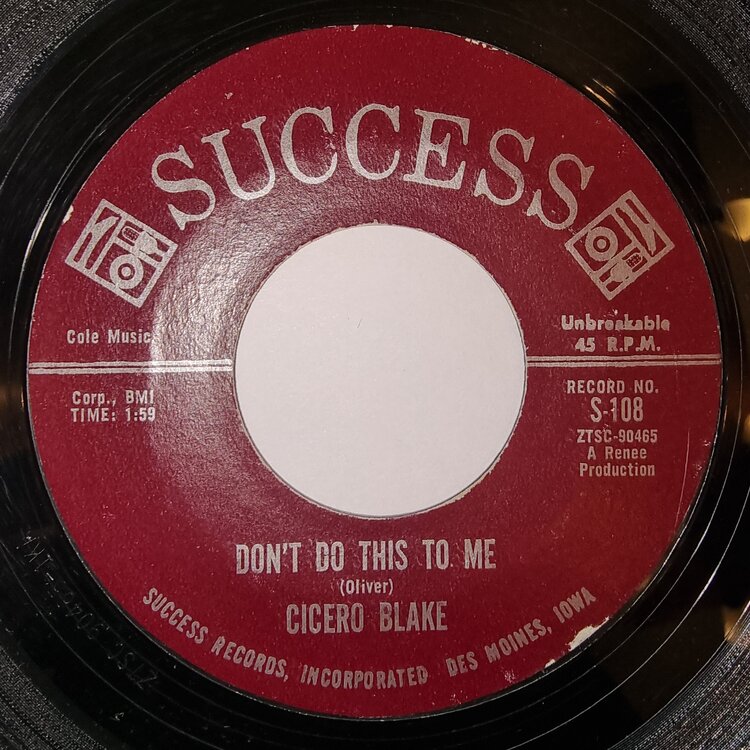 SUCCESS
Cole Music
Corp., BMI
TIME: 1:59
Unbreakable
45 R.P.M.
RECORD NO.
S-108
ZTSC-90465
A Renee
Production
DON'T DO THIS TO ME
(Oliver)
CICERO BLAKE
SUCCESS RECORDS, INCORPORATED DES MOINES, IOWA